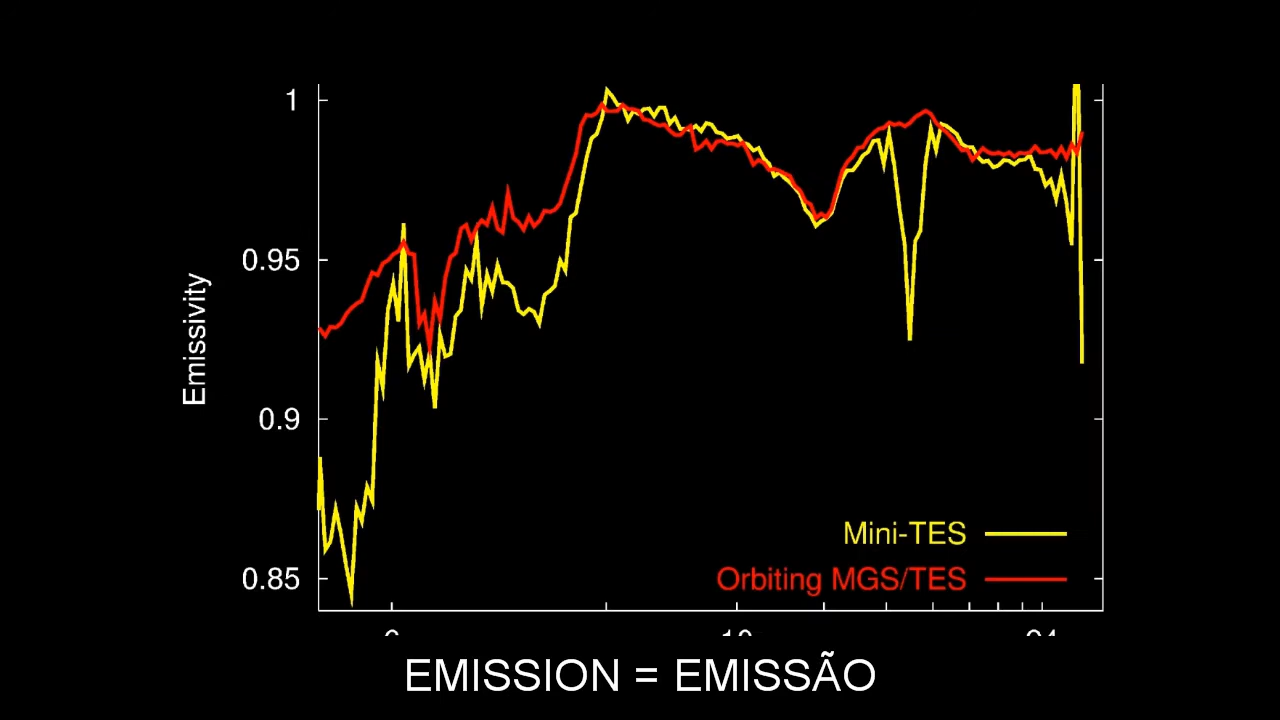 1
0.95
Emissivity
0.9
Mini-TES
Orbiting MGS/TES
0.85
EMISSION = EMISSÃO